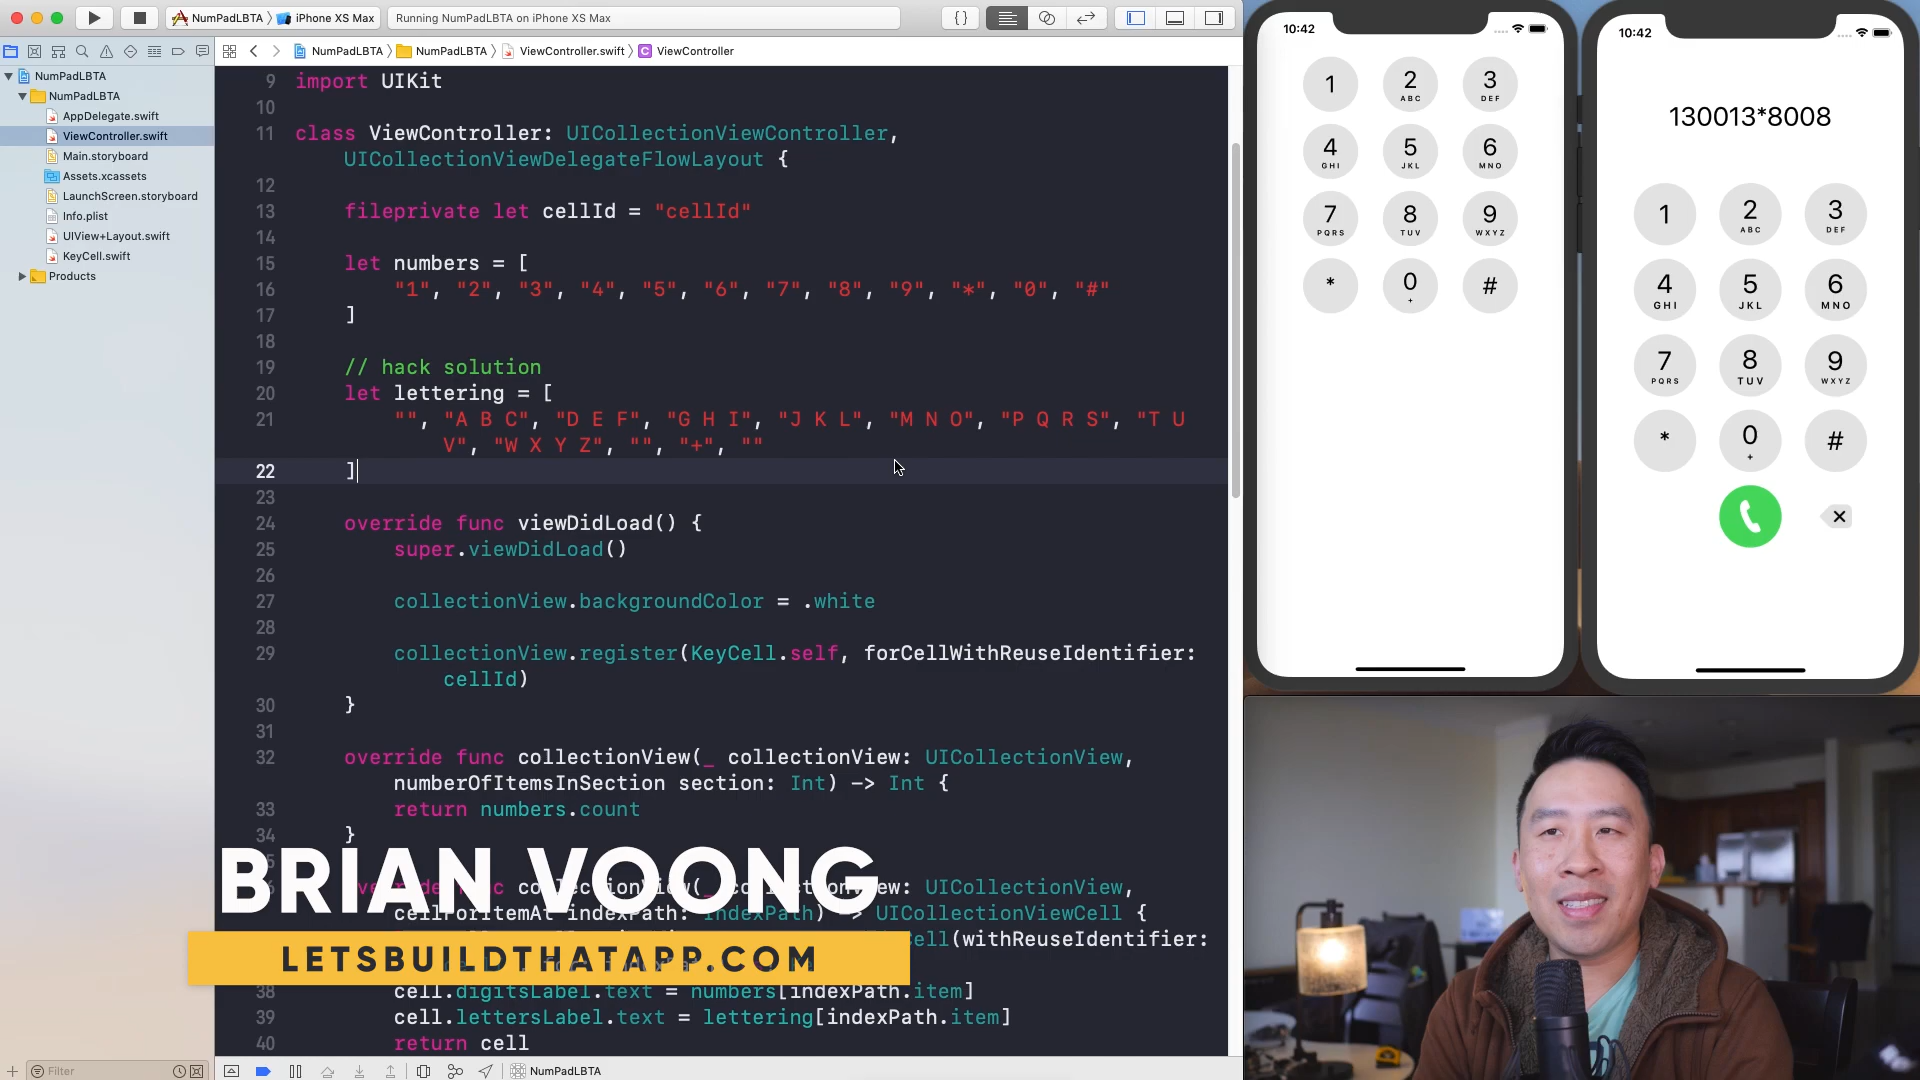 NumPadLBTA
iPhone XS Max
Running NumPadLBTA on iPhone XS Max
{ }
NumPadLBTA
NumPadLBTA
ViewController.swift
C
ViewController
NumPadLBTA
NumPadLBTA
AppDelegate.swift
ViewController.swift
Main.storyboard
Assets.xcassets
LaunchScreen.storyboard
Info.plist
UIView+Layout.swift
KeyCell.swift
Products
Filter
9 import UIKit
10
11 class ViewController: UICollectionViewController,
UICollectionViewDelegateFlowLayout {
12
13 fileprivate let cellId = "cellId"
14
15 let numbers = [
16 "1", "2", "3", "4", "5", "6", "7", "8", "9", "*", "0", "#"
17 ]
18
19 // hack solution
20 let lettering = [
21 "", "A B C", "D E F", "G H I", "J K L", "M N O", "P Q R S", "T U
V", "W X Y Z", "", "+", ""
22 ]
23
24 override func viewDidLoad() {
25 super.viewDidLoad()
26
27 collectionView.backgroundColor = .white
28
29 collectionView.register(KeyCell.self, forCellWithReuseIdentifier:
cellId)
30 }
31
32 override func collectionView(_ collectionView: UICollectionView,
numberOfItemsInSection section: Int) -> Int {
33 return numbers.count
34 }
UICollectionView,
cellForItemAt indexPath: IndexPath) -> UICollectionViewCell {
(withReuseIdentifier:
38 cell.digitsLabel.text = numbers[indexPath.item]
39 cell.lettersLabel.text = lettering[indexPath.item]
40 return cell
BRIAN VOONG
LETSBUILDTHATAPP.COM
NumPadLBTA
10:42
1 2 3
ABC DEF
4 5 6
GHI JKL MNO
7 8 9
PQRS TUV WXYZ
* 0 #
+
10:42
130013*8008
1 2 3
ABC DEF
4 5 6
GHI JKL MNO
7 8 9
PQRS TUV WXYZ
* 0 #
+